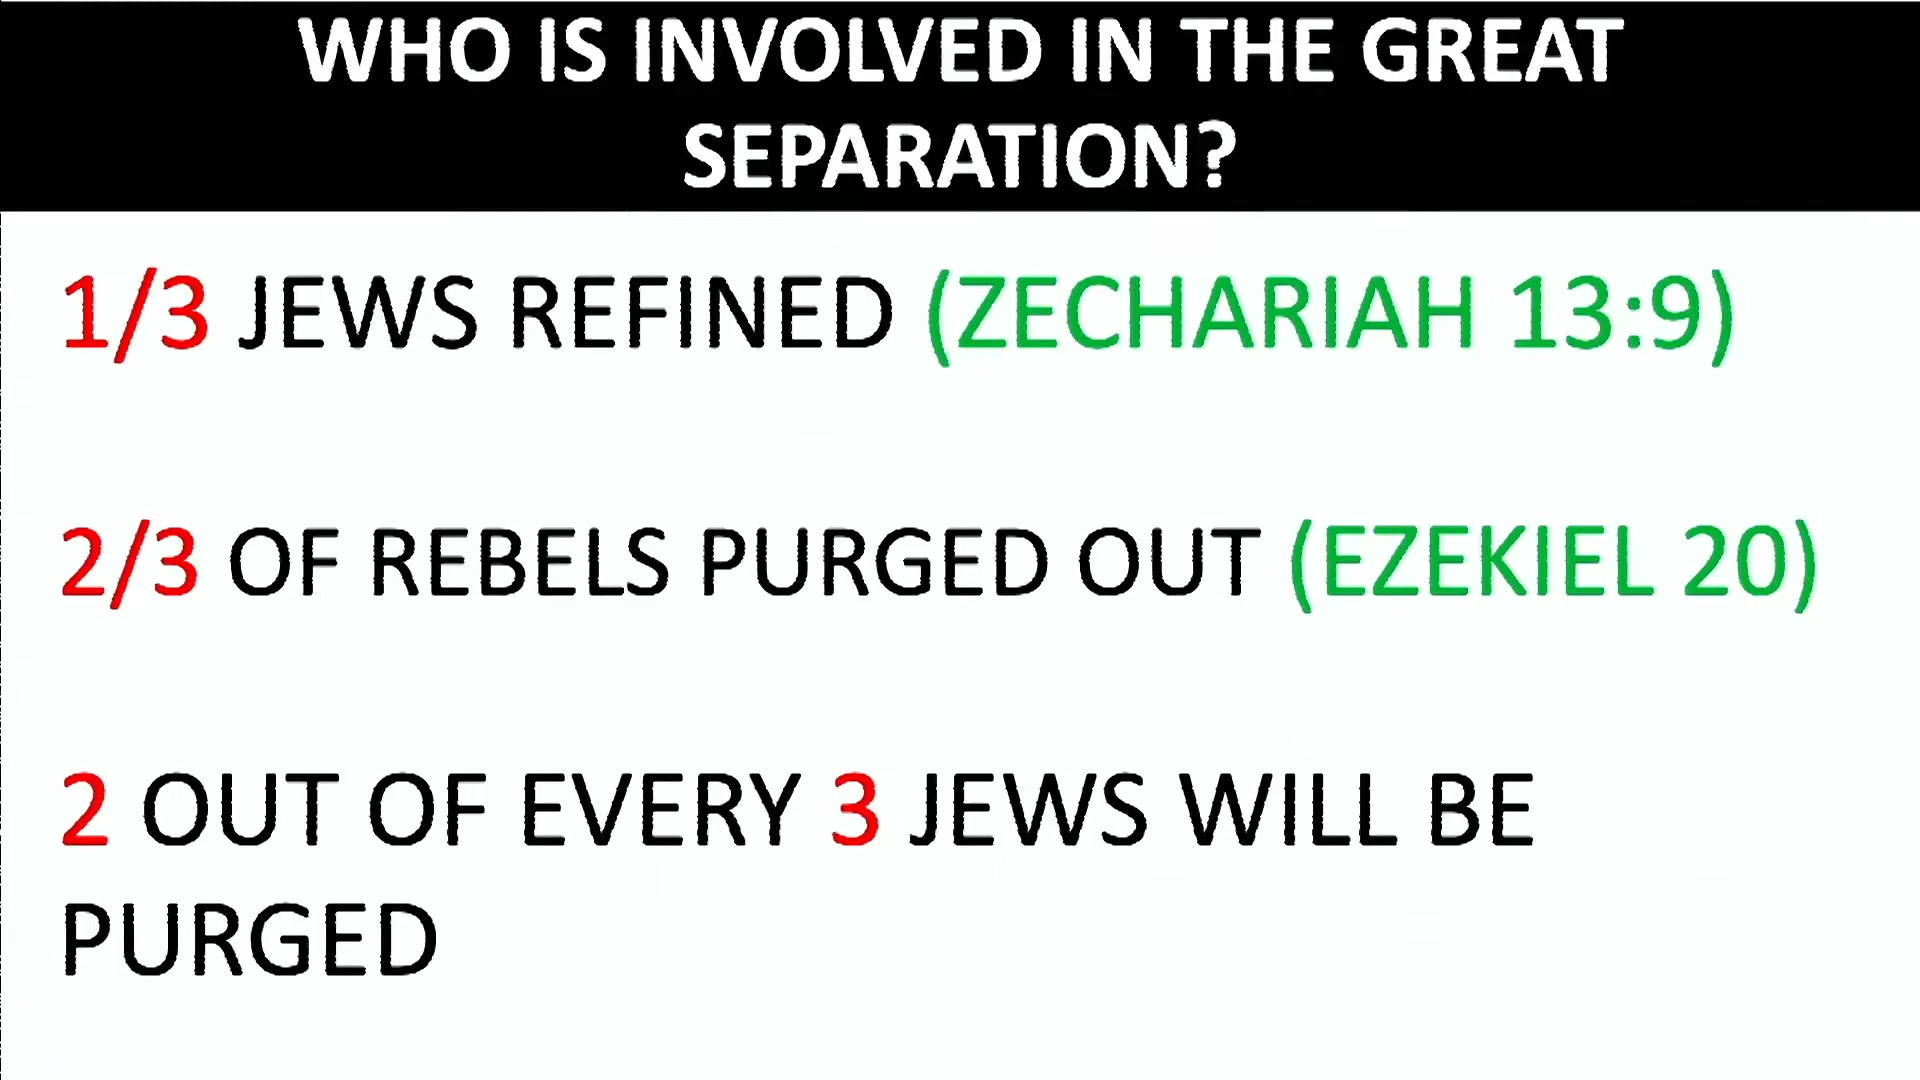 WHO IS INVOLVED IN THE GREAT
SEPARATION?
1/3 JEWS REFINED (ZECHARIAH 13:9)
2/3 OF REBELS PURGED OUT (EZEKIEL 20)
2 OUT OF EVERY 3 JEWS WILL BE
PURGED